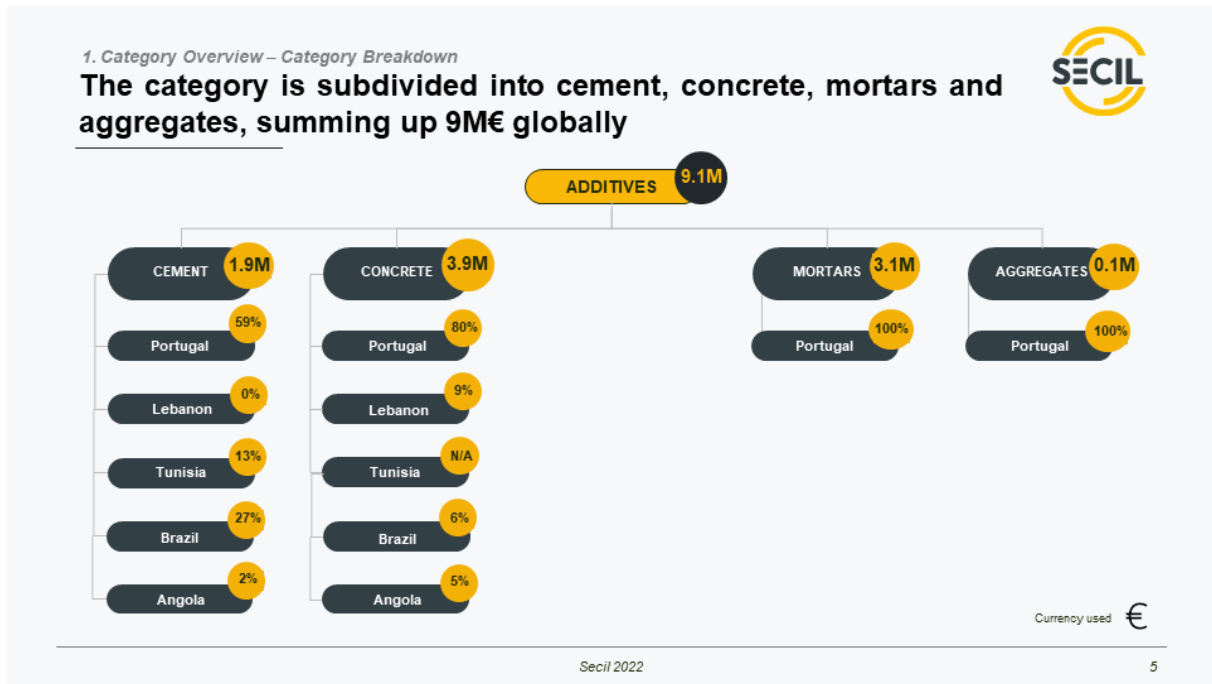 1. Category Overview – Category Breakdown
The category is subdivided into cement, concrete, mortars and
aggregates, summing up 9M€ globally
SECIL
ADDITIVES
9.1M
CEMENT
1.9M
CONCRETE
3.9M
MORTARS
3.1M
AGGREGATES
0.1M
Portugal
59%
Portugal
80%
Portugal
100%
Portugal
100%
Lebanon
0%
Lebanon
9%
Tunisia
13%
Tunisia
N/A
Brazil
27%
Brazil
6%
Angola
2%
Angola
5%
Currency used €
Secil 2022
5